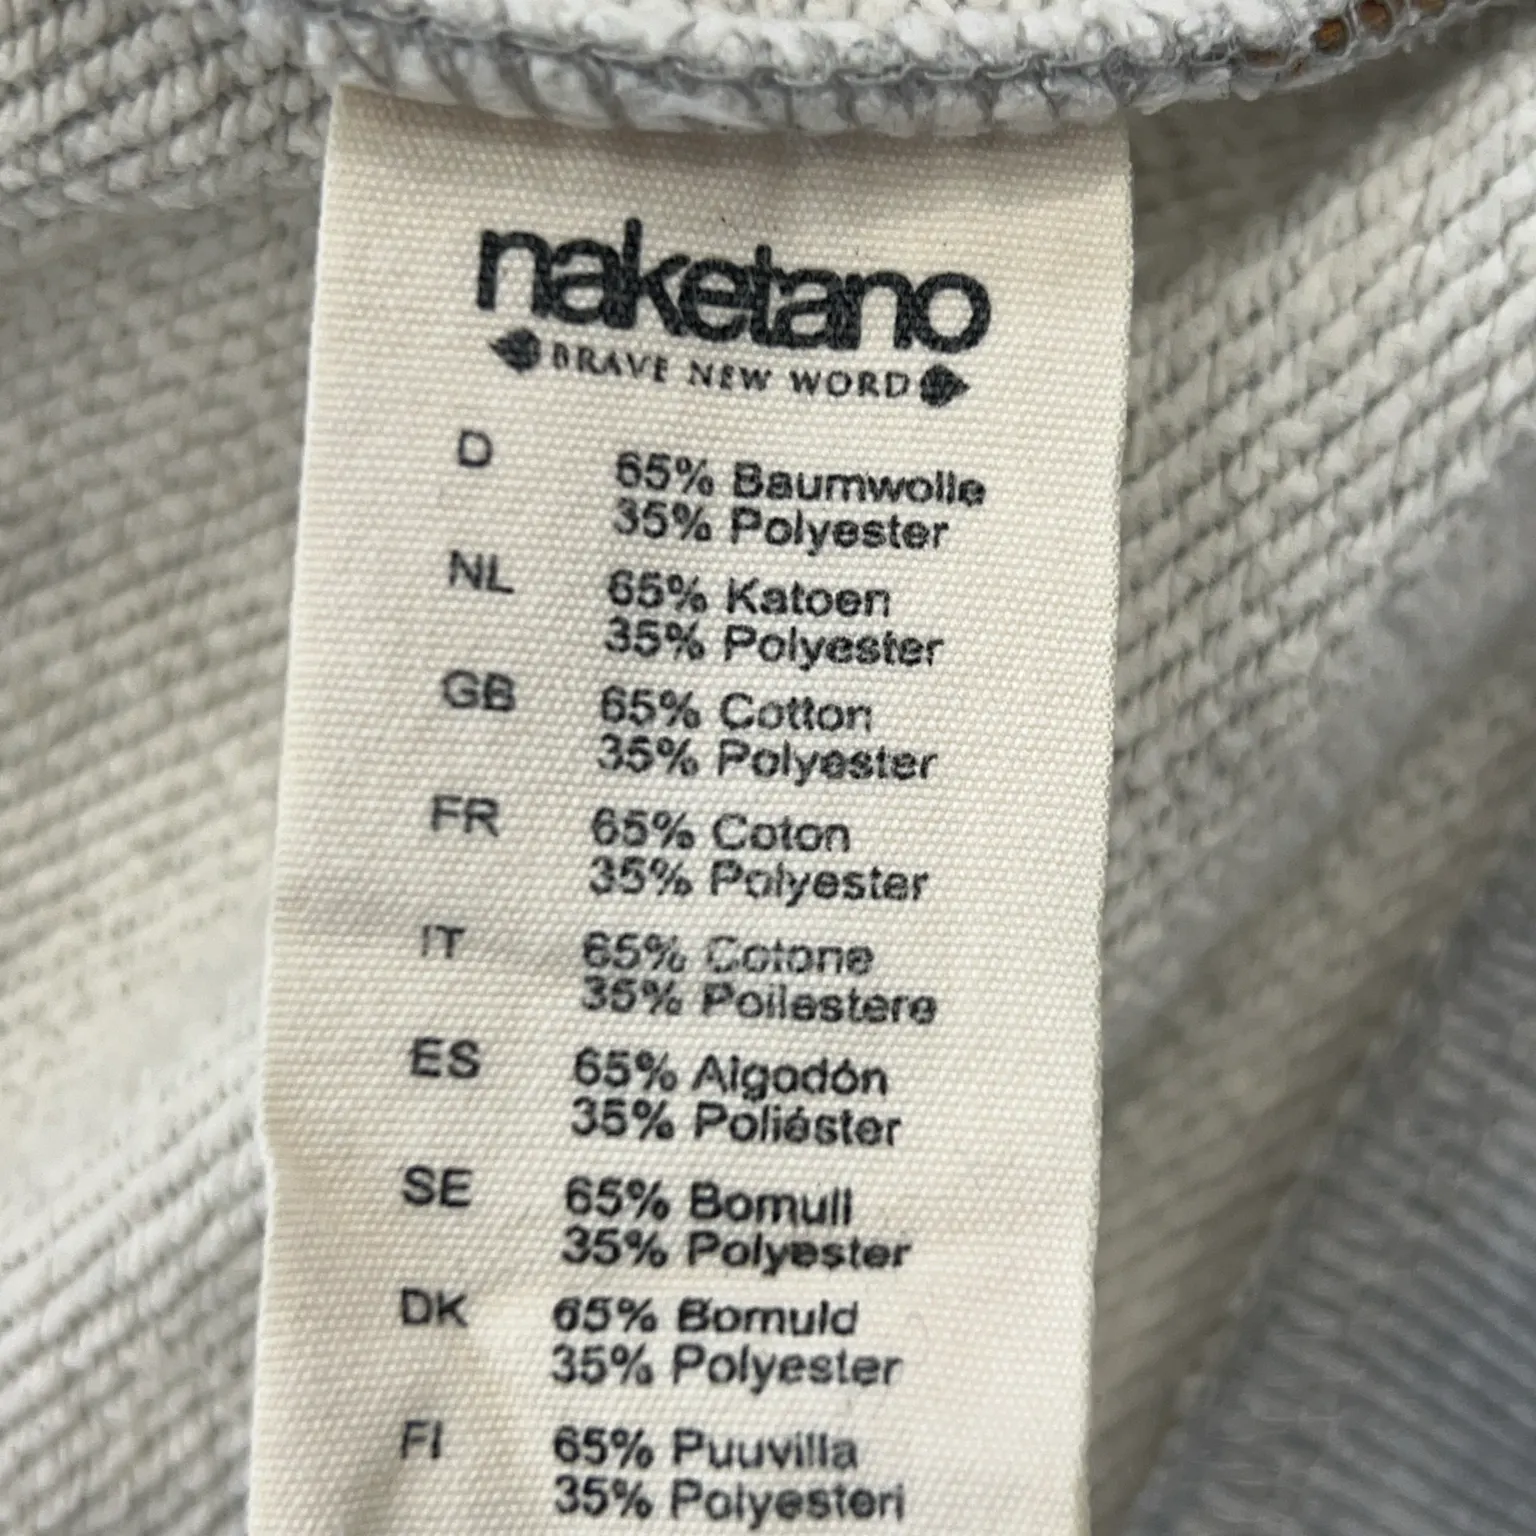 naketano
BRAVE NEW WORD
D 65% Baumwolle
35% Polyester
NL 65% Katoen
35% Polyester
GB 65% Cotton
35% Polyester
FR 65% Coton
35% Polyester
IT 65% Cotone
35% Poliestere
ES 65% Algodón
35% Poliéster
SE 65% Bomull
35% Polyester
DK 65% Bomuld
35% Polyester
FI 65% Puuvilla
35% Polyesteri